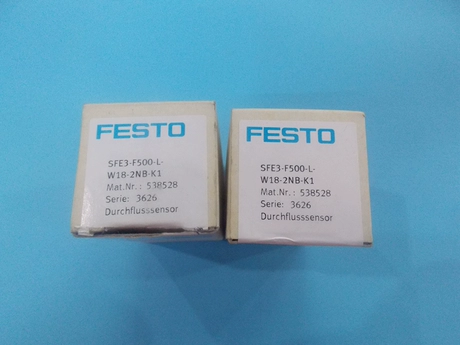 FESTO
SFE3-F500-L-
W18-2NB-K1
Mat.Nr.: 538528
Serie: 3626
Durchflusssensor
FESTO
SFE3-F500-L-
W18-2NB-K1
Mat.Nr.: 538528
Serie: 3626
Durchflusssensor